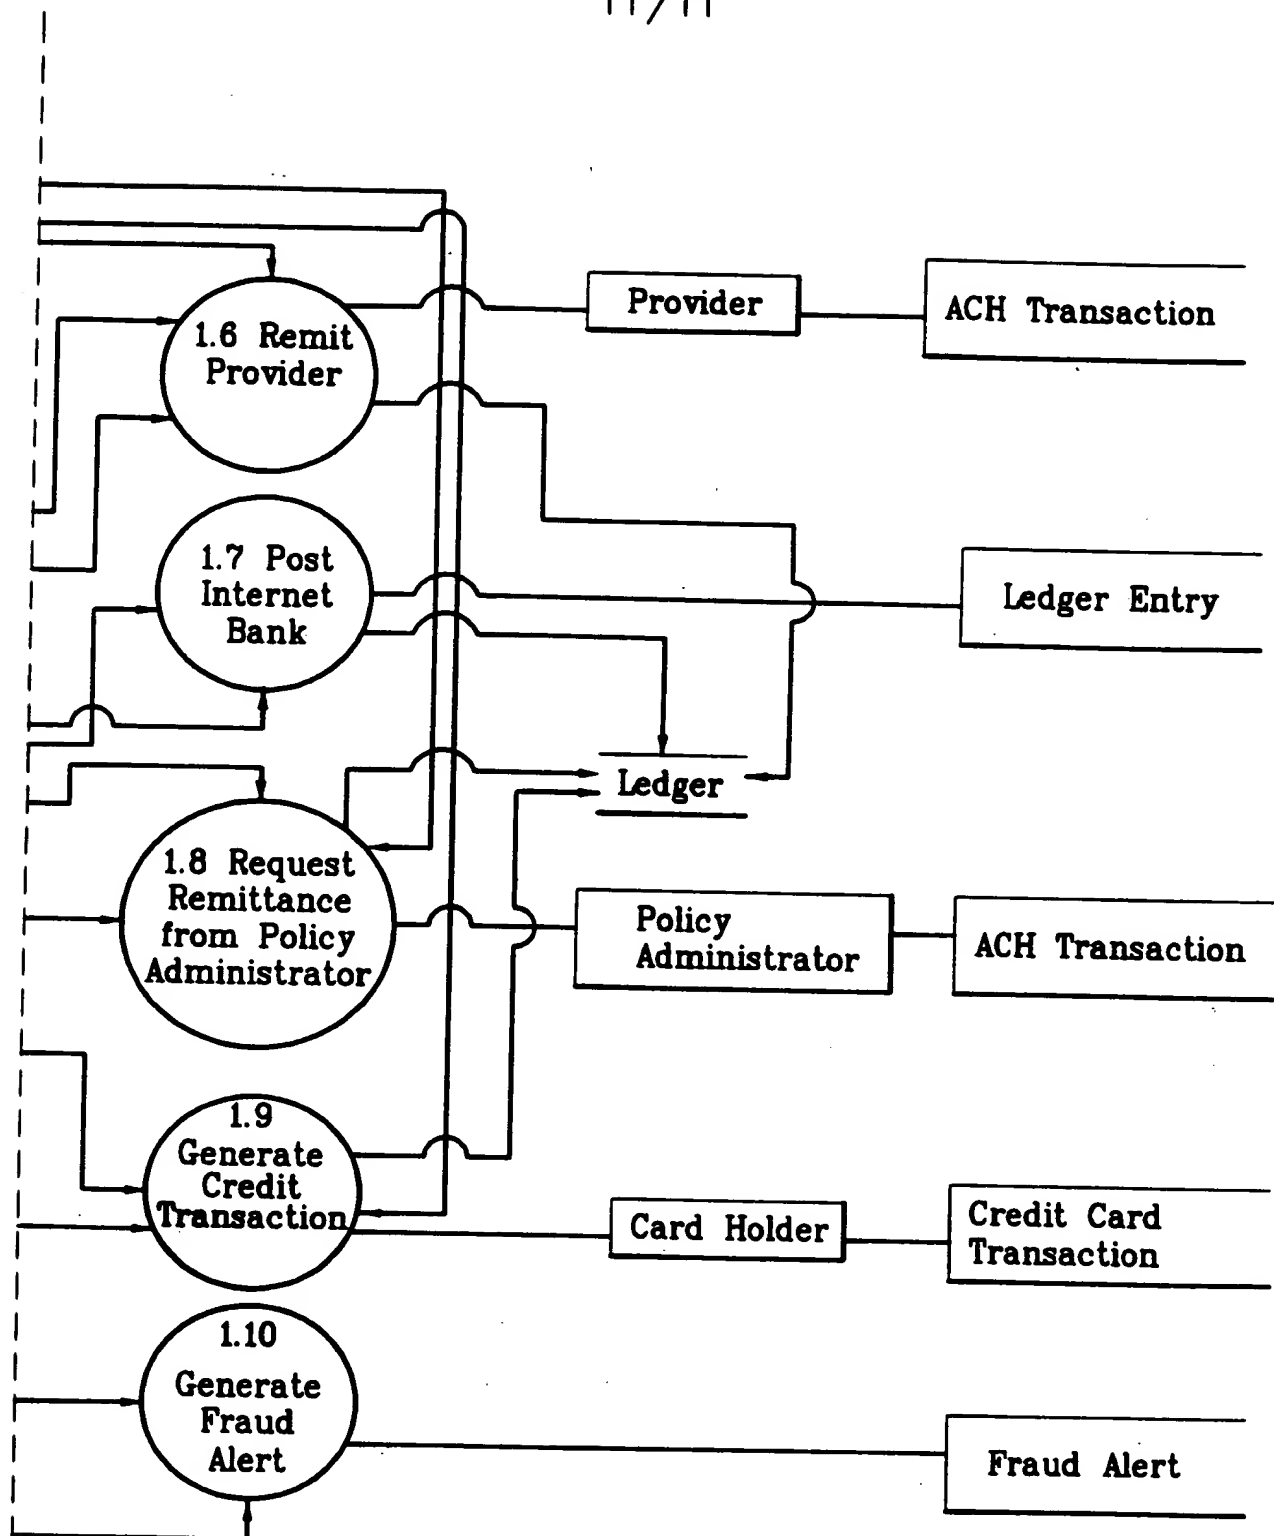 1.6 Remit
Provider
Provider
ACH Transaction
1.7 Post
Internet
Bank
Ledger Entry
Ledger
1.8 Request
Remittance
from Policy
Administrator
Policy
Administrator
ACH Transaction
1.9
Generate
Credit
Transaction
Card Holder
Credit Card
Transaction
1.10
Generate
Fraud
Alert
Fraud Alert